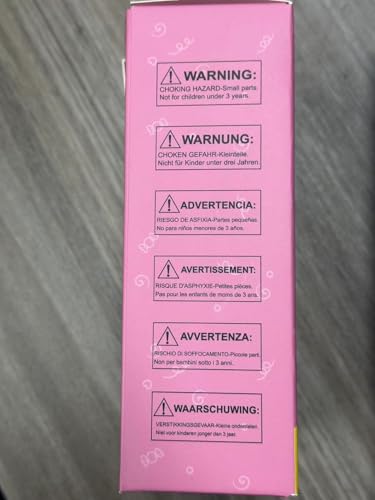 WARNING:
CHOKING HAZARD-Small parts.
Not for children under 3 years.
WARNUNG:
CHOKEN GEFAHR-Kleinteile.
Nicht für Kinder unter drei Jahren.
ADVERTENCIA:
RIESGO DE ASFIXIA-Partes pequeñas.
No para niños menores de 3 años.
AVERTISSEMENT:
RISQUE D'ASPHYXIE-Petites pièces.
Pas pour les enfants de moms de 3 ans.
AVVERTENZA:
RISCHIO DI SOFFOCAMENTO-Piccole parti.
Non per bambini sotto i 3 anni.
WAARSCHUWING:
VERSTIKKINGSGEVAAR-Kleine onderdelen.
Niet voor kinderen jonger dan 3 jaar.